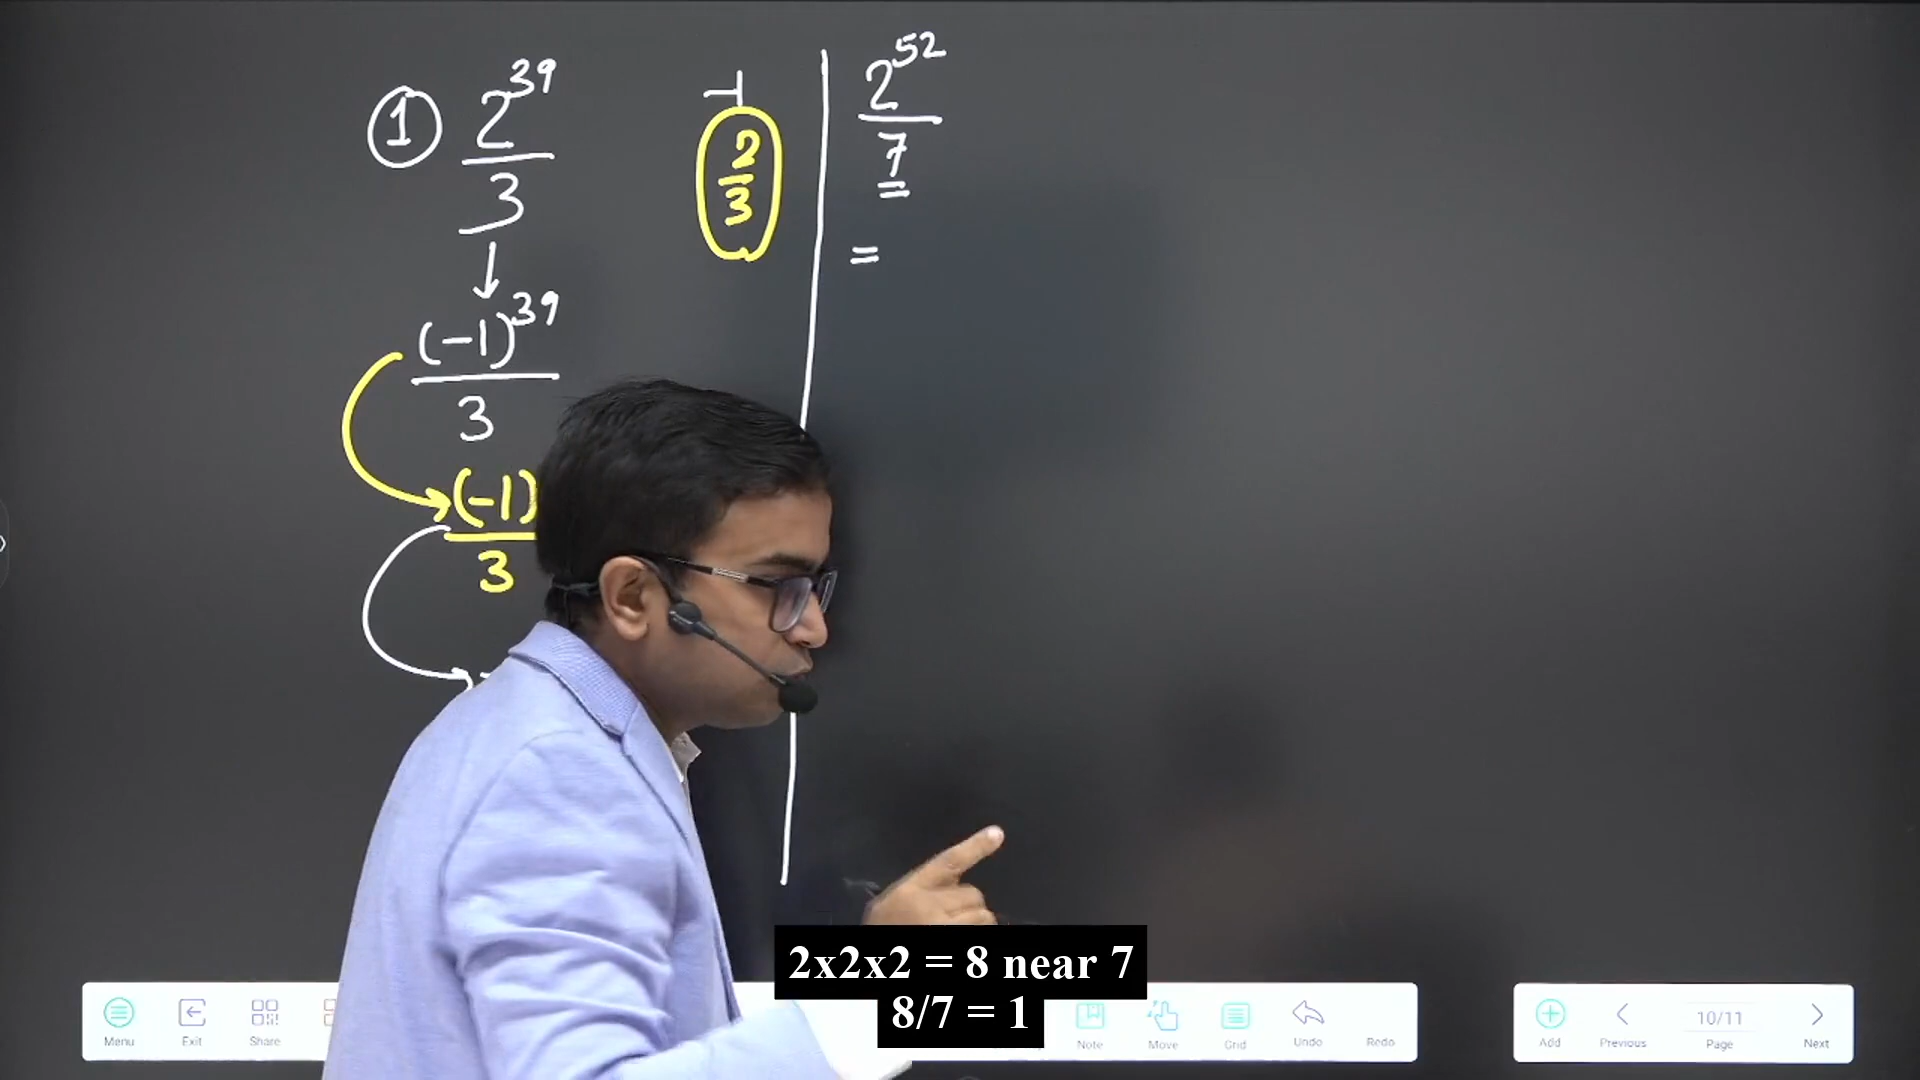 ① 2^39
3
↓
(-1)^39
3
(-1)
3
-1
2
3
2^52
7
=
2x2x2 = 8 near 7
8/7 = 1
Menu
Exit
Share
Note
Move
Grid
Undo
Redo
Add
Previous
10/11
Page
Next